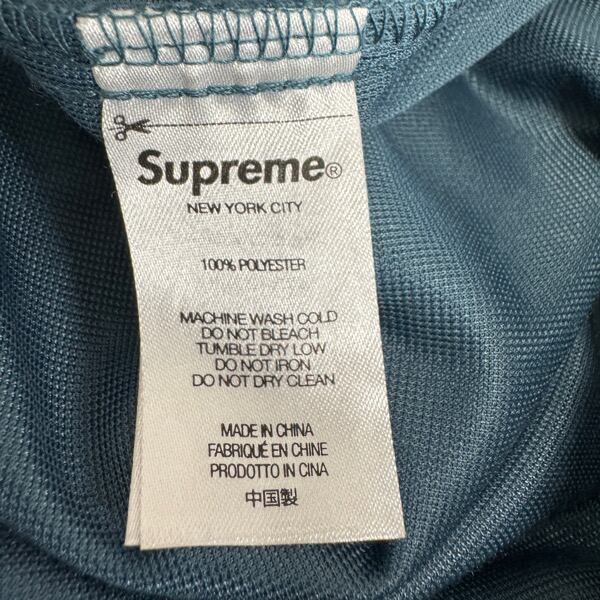 Supreme®
NEW YORK CITY
100% POLYESTER
MACHINE WASH COLD
DO NOT BLEACH
TUMBLE DRY LOW
DO NOT IRON
DO NOT DRY CLEAN
MADE IN CHINA
FABRIQUÉ EN CHINE
PRODOTTO IN CINA
中国製